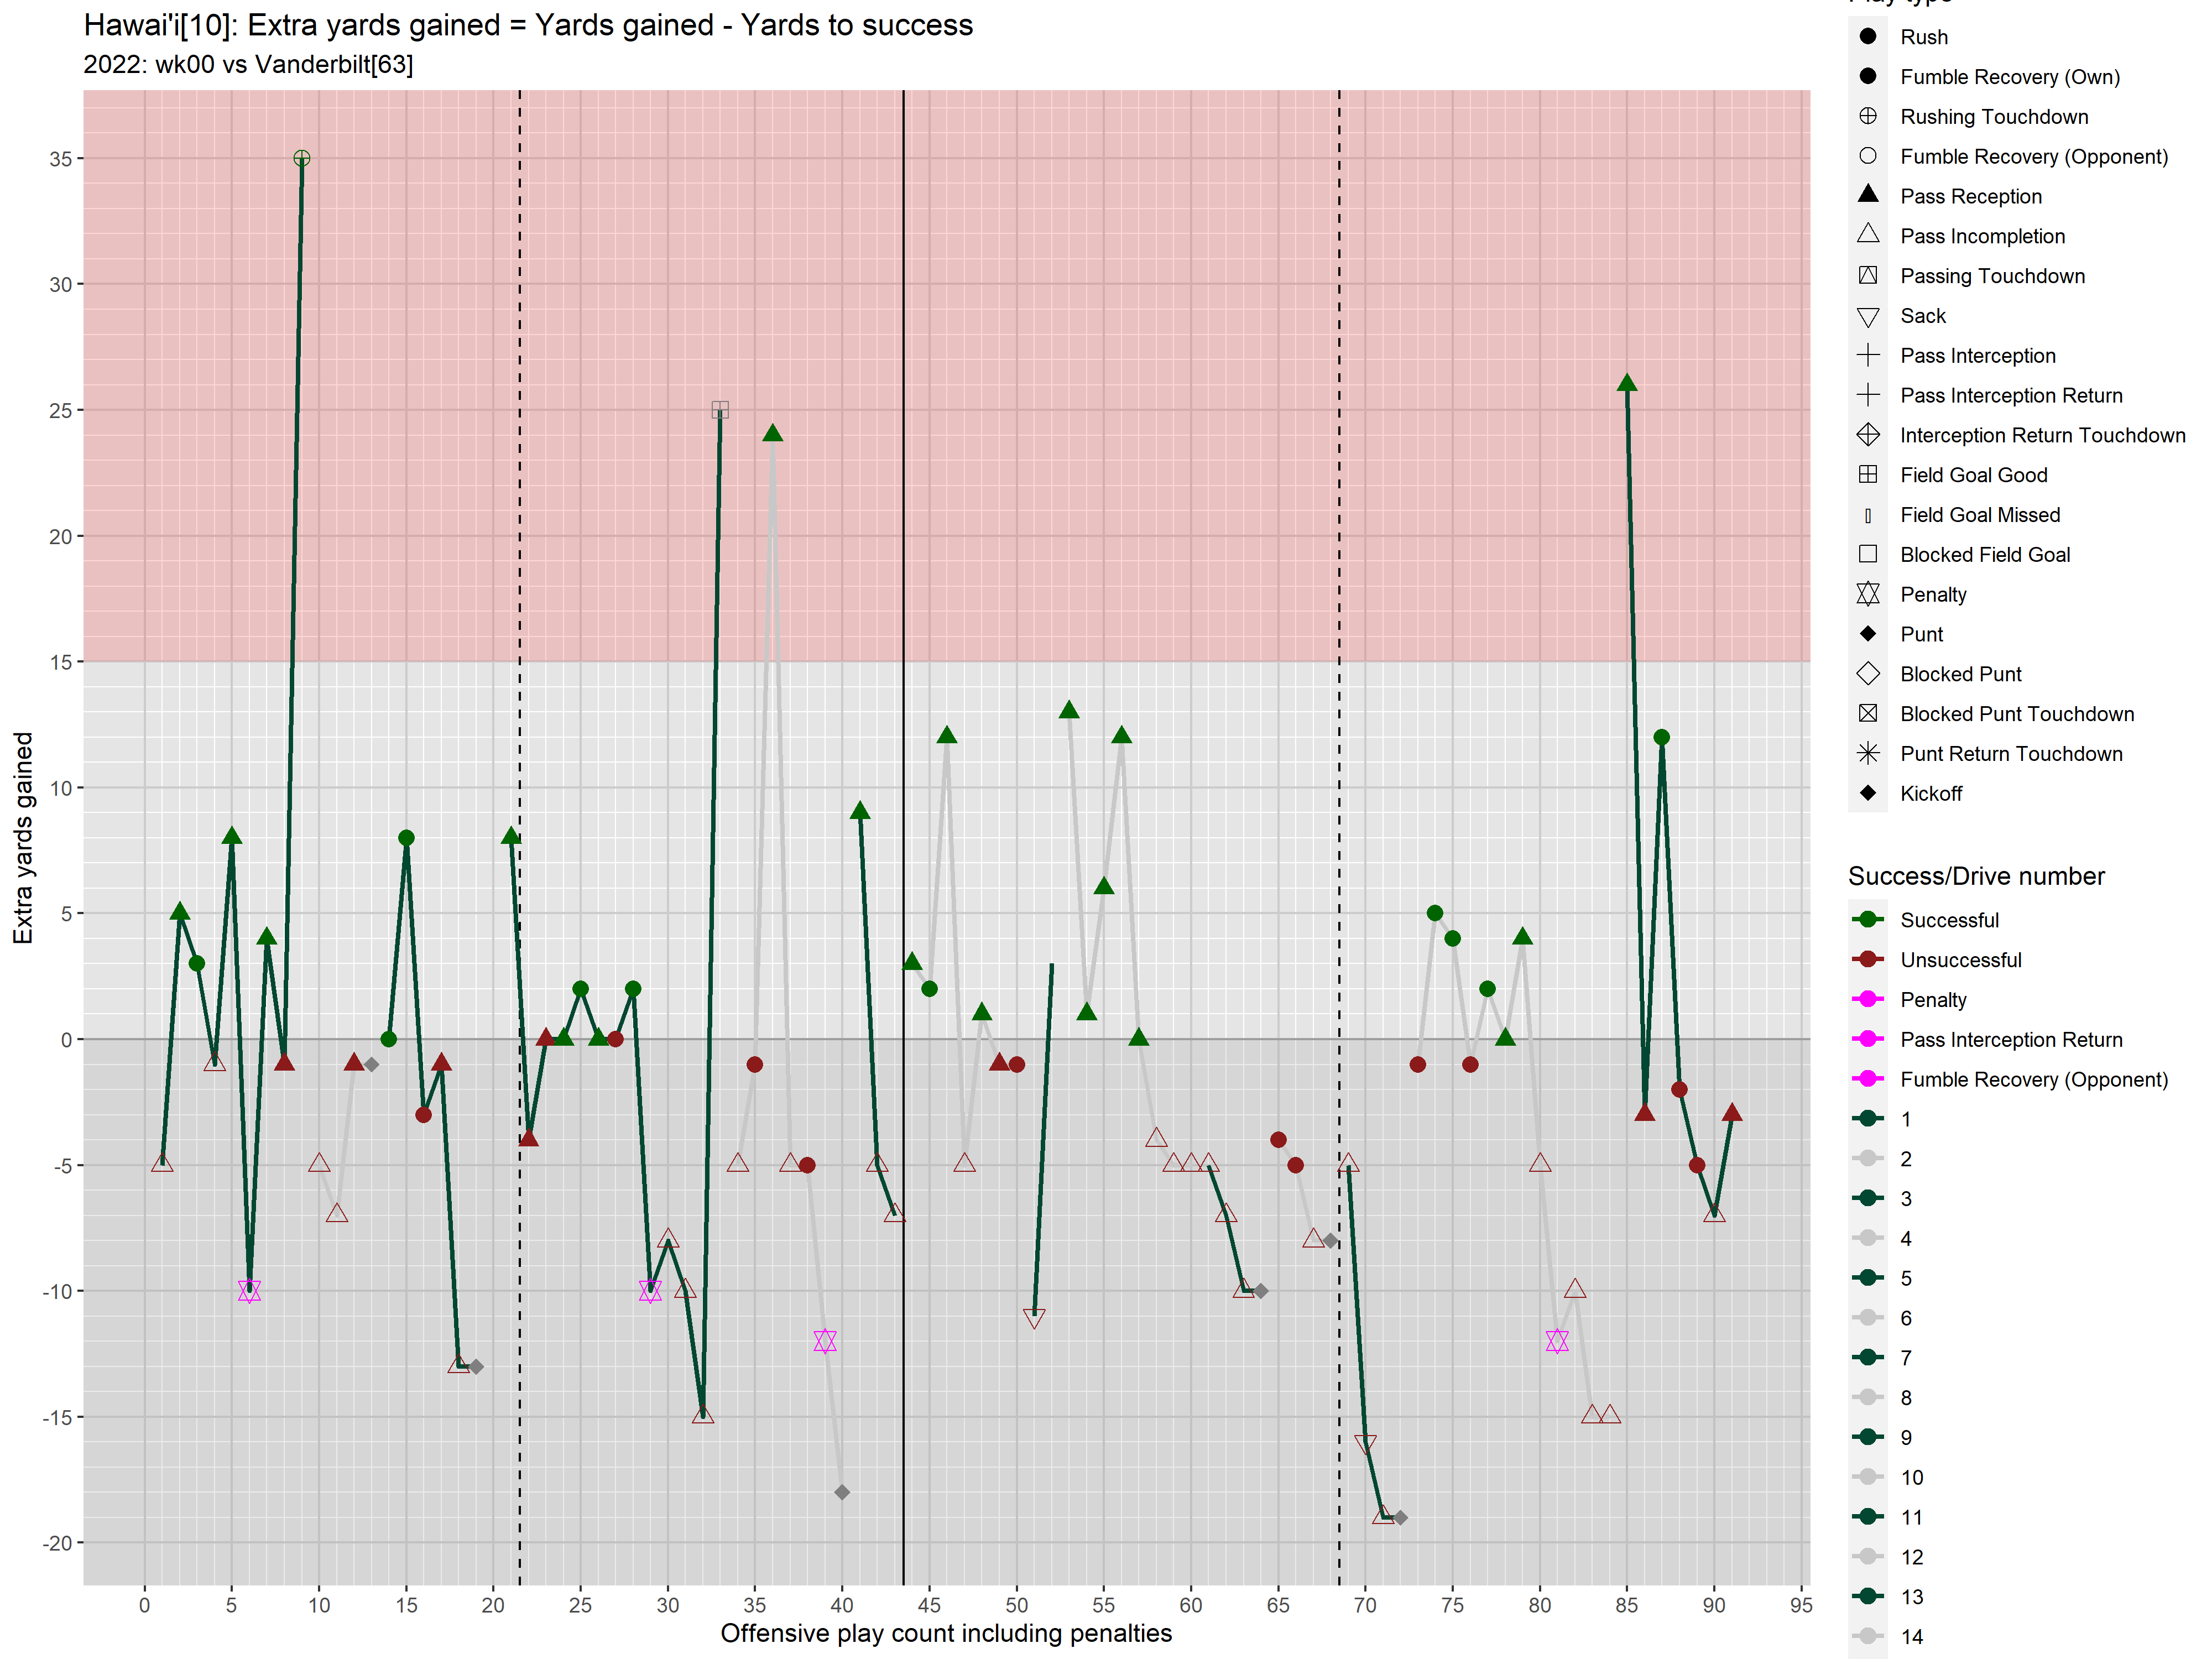 Hawai'i[10]: Extra yards gained = Yards gained - Yards to success
2022: wk00 vs Vanderbilt[63]
35
30
25
20
15
10
5
0
-5
-10
-15
-20
Extra yards gained
0 5 10 15 20 25 30 35 40 45 50 55 60 65 70 75 80 85 90 95
Offensive play count including penalties
Play type
Rush
Fumble Recovery (Own)
Rushing Touchdown
Fumble Recovery (Opponent)
Pass Reception
Pass Incompletion
Passing Touchdown
Sack
Pass Interception
Pass Interception Return
Interception Return Touchdown
Field Goal Good
Field Goal Missed
Blocked Field Goal
Penalty
Punt
Blocked Punt
Blocked Punt Touchdown
Punt Return Touchdown
Kickoff
Success/Drive number
Successful
Unsuccessful
Penalty
Pass Interception Return
Fumble Recovery (Opponent)
1
2
3
4
5
6
7
8
9
10
11
12
13
14